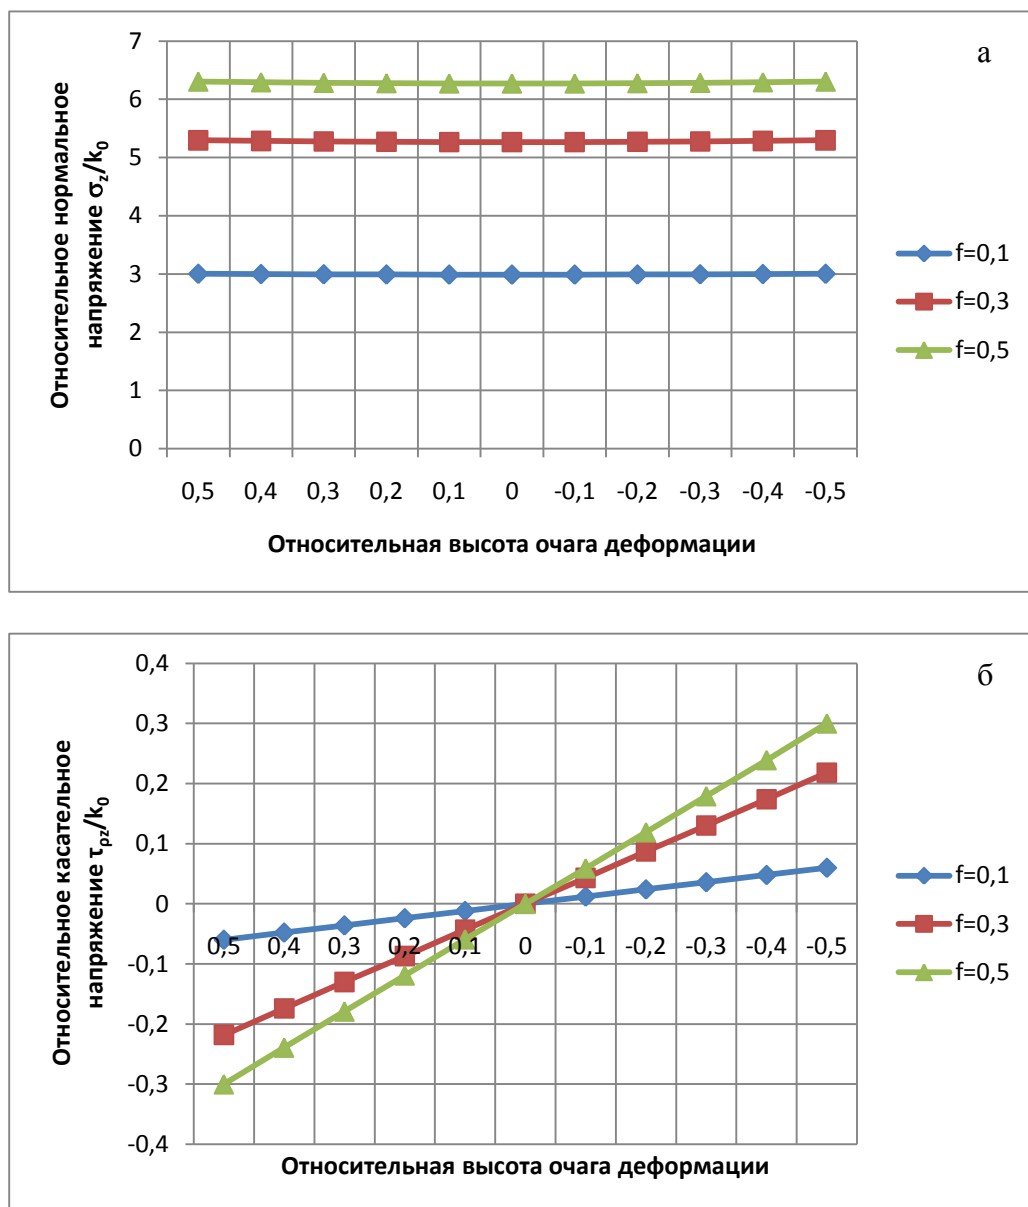 а
Относительное нормальное
напряжение σz/k0
7
6
5
4
3
2
1
0
0,5 0,4 0,3 0,2 0,1 0 -0,1 -0,2 -0,3 -0,4 -0,5
Относительная высота очага деформации
f=0,1
f=0,3
f=0,5
б
Относительное касательное
напряжение τρz/k0
0,4
0,3
0,2
0,1
0
-0,1
-0,2
-0,3
-0,4
0,5 0,4 0,3 0,2 0,1 0 -0,1 -0,2 -0,3 -0,4 -0,5
Относительная высота очага деформации
f=0,1
f=0,3
f=0,5